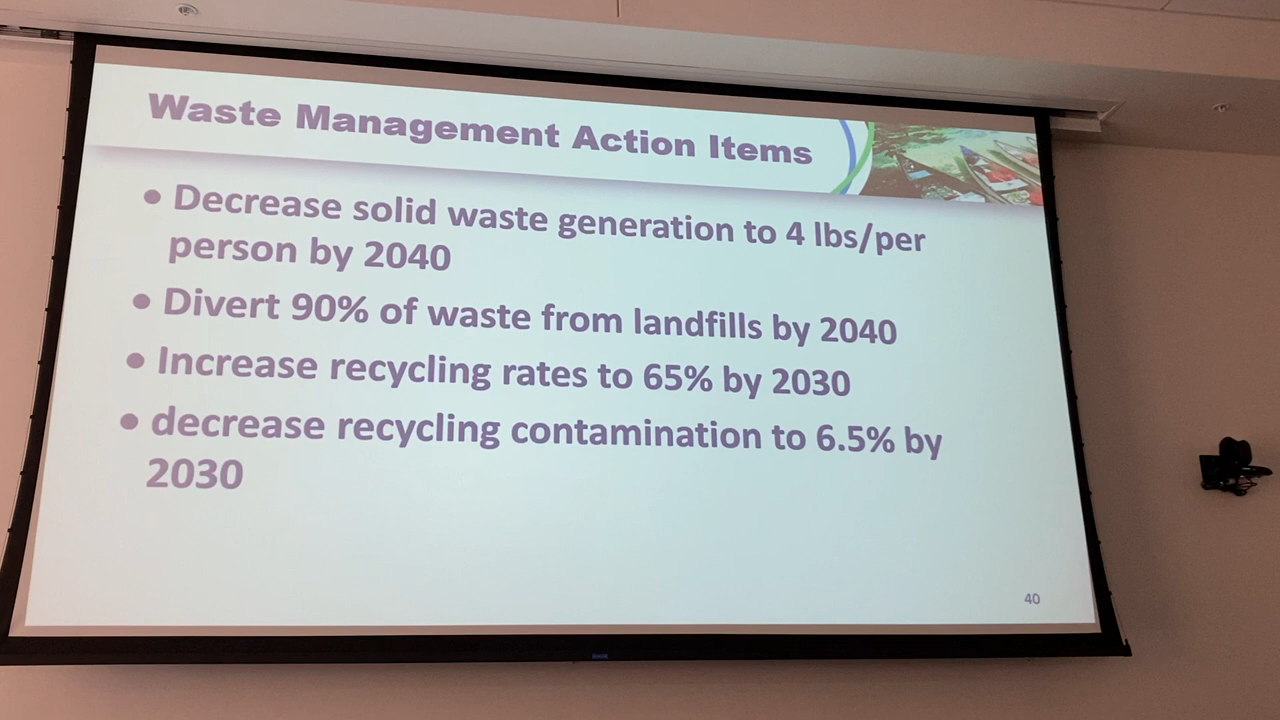 Waste Management Action Items
• Decrease solid waste generation to 4 lbs/per
person by 2040
• Divert 90% of waste from landfills by 2040
• Increase recycling rates to 65% by 2030
• decrease recycling contamination to 6.5% by
2030
40